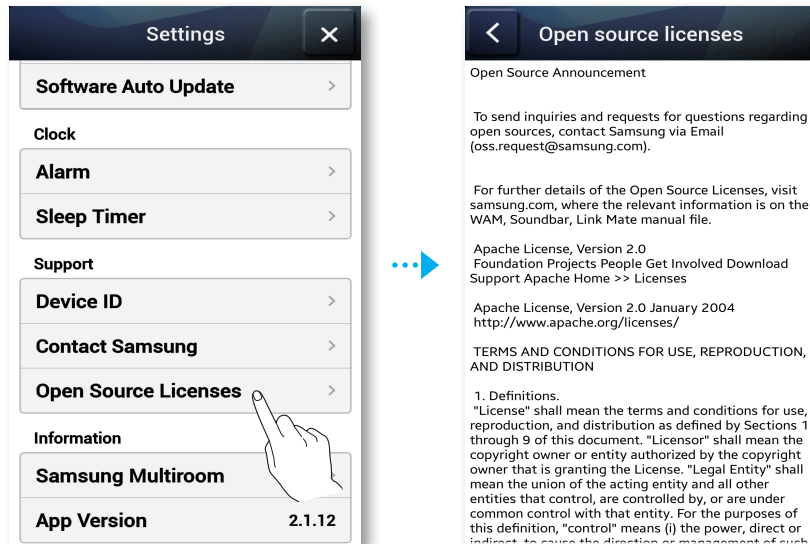 Settings
Software Auto Update
Clock
Alarm
Sleep Timer
Support
Device ID
Contact Samsung
Open Source Licenses
Information
Samsung Multiroom
App Version 2.1.12
Open source licenses
Open Source Announcement
To send inquiries and requests for questions regarding
open sources, contact Samsung via Email
(oss.request@samsung.com).
For further details of the Open Source Licenses, visit
samsung.com, where the relevant information is on the
WAM, Soundbar, Link Mate manual file.
Apache License, Version 2.0
Foundation Projects People Get Involved Download
Support Apache Home >> Licenses
Apache License, Version 2.0 January 2004
http://www.apache.org/licenses/
TERMS AND CONDITIONS FOR USE, REPRODUCTION,
AND DISTRIBUTION
1. Definitions.
"License" shall mean the terms and conditions for use,
reproduction, and distribution as defined by Sections 1
through 9 of this document. "Licensor" shall mean the
copyright owner or entity authorized by the copyright
owner that is granting the License. "Legal Entity" shall
mean the union of the acting entity and all other
entities that control, are controlled by, or are under
common control with that entity. For the purposes of
this definition, "control" means (i) the power, direct or
indirect, to cause the direction or management of such